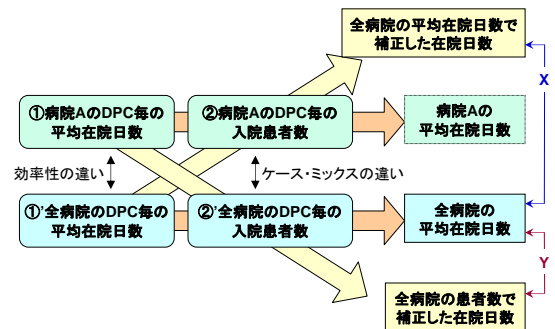 全病院の平均在院日数で
補正した在院日数
X
①病院AのDPC毎の
平均在院日数
②病院AのDPC毎の
入院患者数
病院Aの
平均在院日数
効率性の違い
ケース・ミックスの違い
①’全病院のDPC毎の
平均在院日数
②’全病院のDPC毎の
入院患者数
全病院の
平均在院日数
Y
全病院の患者数で
補正した在院日数